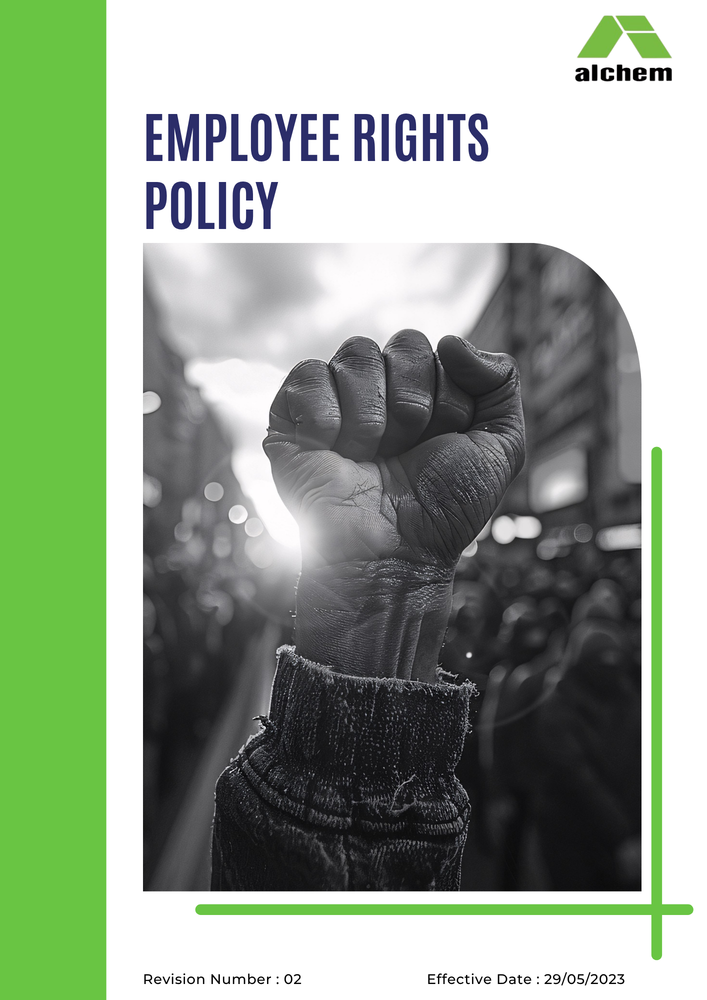 alchem
EMPLOYEE RIGHTS
POLICY
Revision Number : 02
Effective Date : 29/05/2023